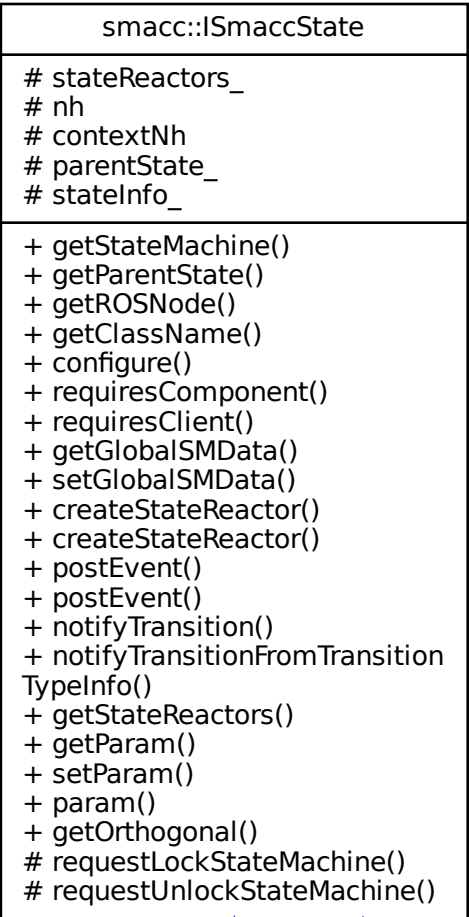 smacc::ISmaccState
# stateReactors_
# nh
# contextNh
# parentState_
# stateInfo_
+ getStateMachine()
+ getParentState()
+ getROSNode()
+ getClassName()
+ configure()
+ requiresComponent()
+ requiresClient()
+ getGlobalSMData()
+ setGlobalSMData()
+ createStateReactor()
+ createStateReactor()
+ postEvent()
+ postEvent()
+ notifyTransition()
+ notifyTransitionFromTransition
TypeInfo()
+ getStateReactors()
+ getParam()
+ setParam()
+ param()
+ getOrthogonal()
# requestLockStateMachine()
# requestUnlockStateMachine()